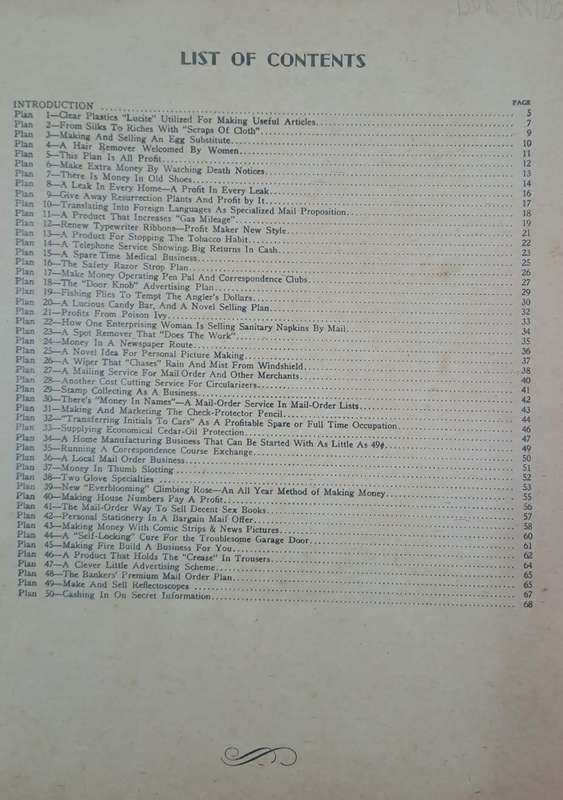 LIST OF CONTENTS
PAGE
INTRODUCTION 5
Plan 1—Clear Plastics "Lucite" Utilized For Making Useful Articles 7
Plan 2—From Silks To Riches With "Scraps Of Cloth" 9
Plan 3—Making And Selling An Egg Substitute 10
Plan 4—A Hair Remover Welcomed By Women 11
Plan 5—This Plan Is All Profit 12
Plan 6—Make Extra Money By Watching Death Notices 13
Plan 7—There Is Money In Old Shoes 14
Plan 8—A Leak In Every Home—A Profit In Every Leak 16
Plan 9—Give Away Resurrection Plants And Profit by It 17
Plan 10—Translating Into Foreign Languages As Specialized Mail Proposition 18
Plan 11—A Product That Increases "Gas Mileage" 19
Plan 12—Renew Typewriter Ribbons—Profit Maker New Style 21
Plan 13—A Product For Stopping The Tobacco Habit 22
Plan 14—A Telephone Service Showing Big Returns In Cash 23
Plan 15—A Spare Time Medical Business 25
Plan 16—The Safety Razor Strop Plan 26
Plan 17—Make Money Operating Pen Pal And Correspondence Clubs 27
Plan 18—The "Door Knob" Advertising Plan 29
Plan 19—Fishing Flies To Tempt The Angler's Dollars 30
Plan 20—A Lucious Candy Bar, And A Novel Selling Plan 32
Plan 21—Profits From Poison Ivy 33
Plan 22—How One Enterprising Woman Is Selling Sanitary Napkins By Mail 34
Plan 23—A Spot Remover That "Does The Work" 35
Plan 24—Money In A Newspaper Route 36
Plan 25—A Novel Idea For Personal Picture Making 37
Plan 26—A Wiper That "Chases" Rain And Mist From Windshield 38
Plan 27—A Mailing Service For Mail Order And Other Merchants 40
Plan 28—Another Cost Cutting Service For Circularizers 41
Plan 29—Stamp Collecting As A Business 42
Plan 30—There's "Money In Names"—A Mail-Order Service In Mail-Order Lists 43
Plan 31—Making And Marketing The Check-Protector Pencil 44
Plan 32—"Transferring Initials To Cars" As A Profitable Spare or Full Time Occupation 46
Plan 33—Supplying Economical Cedar-Oil Protection 47
Plan 34—A Home Manufacturing Business That Can Be Started With As Little As 49¢ 49
Plan 35—Running A Correspondence Course Exchange 50
Plan 36—A Local Mail Order Business 51
Plan 37—Money In Thumb Slotting 52
Plan 38—Two Glove Specialties 53
Plan 39—New "Everblooming" Climbing Rose—An All Year Method of Making Money 55
Plan 40—Making House Numbers Pay A Profit 56
Plan 41—The Mail-Order Way To Sell Decent Sex Books 57
Plan 42—Personal Stationery In A Bargain Mail Offer 58
Plan 43—Making Money With Comic Strips & News Pictures 60
Plan 44—A "Self-Locking" Cure For the Troublesome Garage Door 61
Plan 45—Making Fire Build A Business For You 62
Plan 46—A Product That Holds The "Crease" In Trousers 64
Plan 47—A Clever Little Advertising Scheme 65
Plan 48—The Bankers' Premium Mail Order Plan 65
Plan 49—Make And Sell Reflectoscopes 67
Plan 50—Cashing In On Secret Information 68